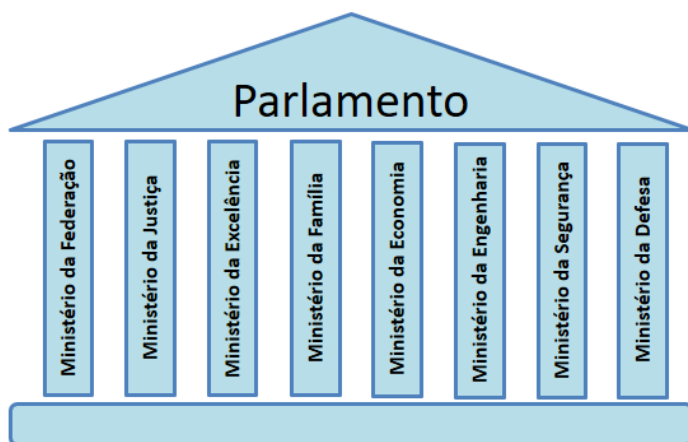 Parlamento
Ministério da Federação
Ministério da Justiça
Ministério da Excelência
Ministério da Família
Ministério da Economia
Ministério da Engenharia
Ministério da Segurança
Ministério da Defesa